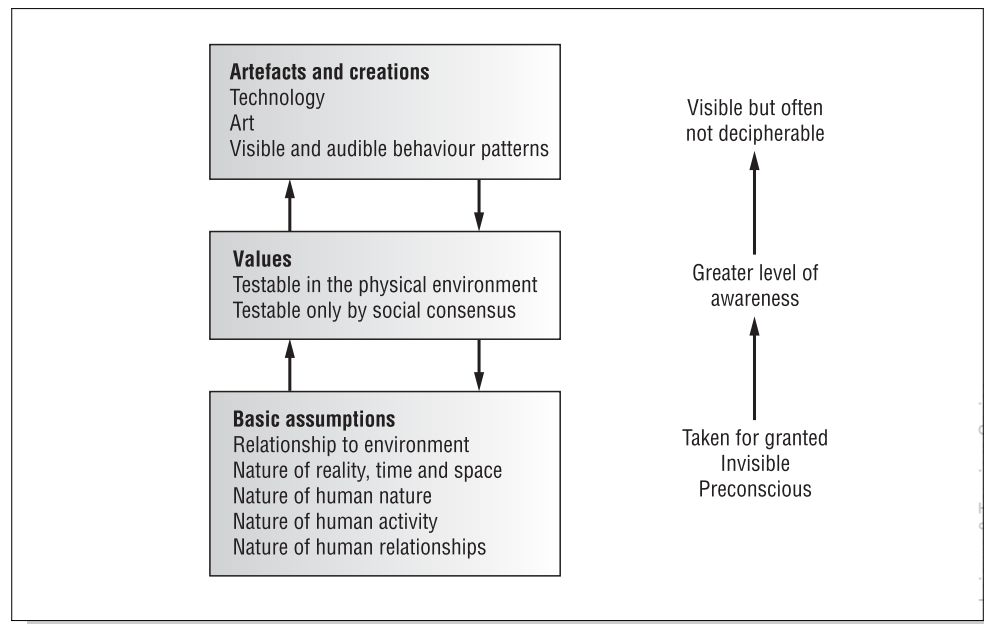 Artefacts and creations
Technology
Art
Visible and audible behaviour patterns
Values
Testable in the physical environment
Testable only by social consensus
Basic assumptions
Relationship to environment
Nature of reality, time and space
Nature of human nature
Nature of human activity
Nature of human relationships
Visible but often
not decipherable
Greater level of
awareness
Taken for granted
Invisible
Preconscious